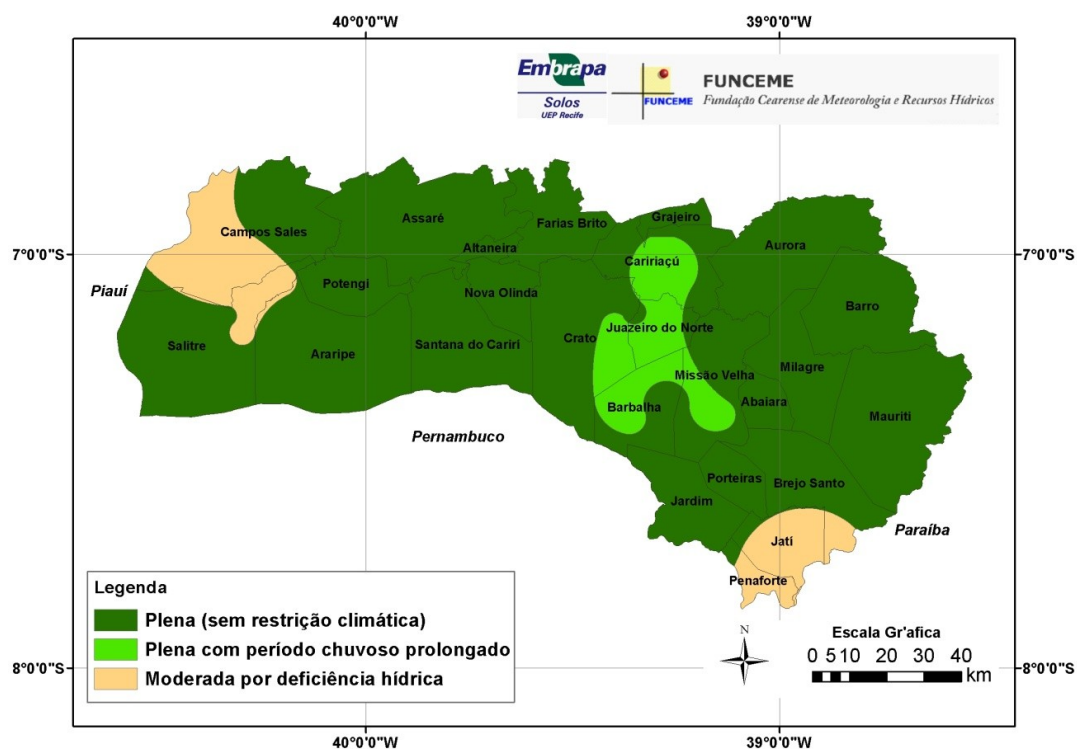 40°0'0"W
39°0'0"W
Embrapa
Solos
UEP Recife
FUNCEME
FUNCEME
Fundação Cearense de Meteorologia e Recursos Hídricos
7°0'0"S
7°0'0"S
Campos Sales
Assaré
Farias Brito
Grajeiro
Aurora
Altaneira
Caririaçú
Piauí
Potengi
Nova Olinda
Barro
Salitre
Araripe
Santana do Cariri
Crato
Juazeiro do Norte
Missão Velha
Milagre
Barbalha
Abaiara
Mauriti
Pernambuco
Porteiras
Brejo Santo
Jardim
Paraíba
Jatí
Penaforte
Legenda
Plena (sem restrição climática)
Plena com período chuvoso prolongado
Moderada por deficiência hídrica
N
Escala Gr'afica
0 5 10 20 30 40
km
8°0'0"S
8°0'0"S
40°0'0"W
39°0'0"W